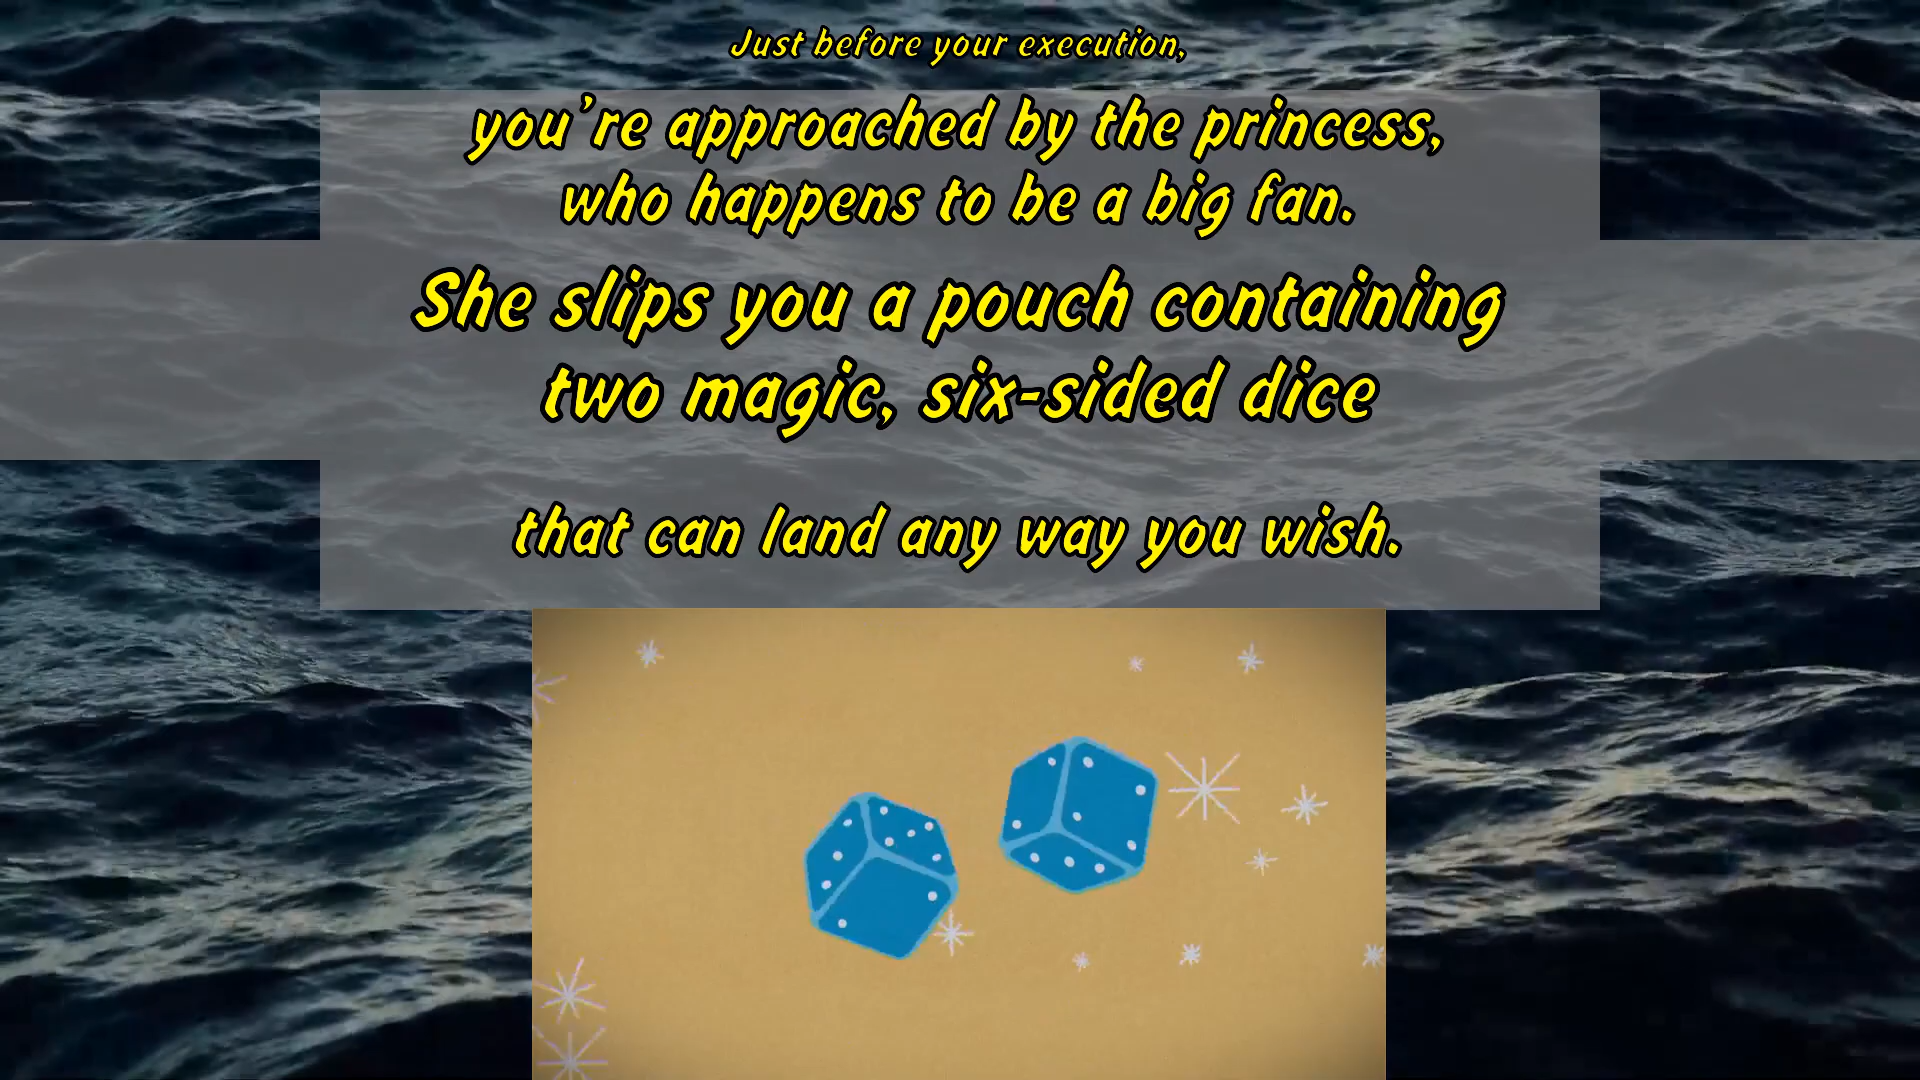 Just before your execution,
you're approached by the princess,
who happens to be a big fan.
She slips you a pouch containing
two magic, six-sided dice
that can land any way you wish.